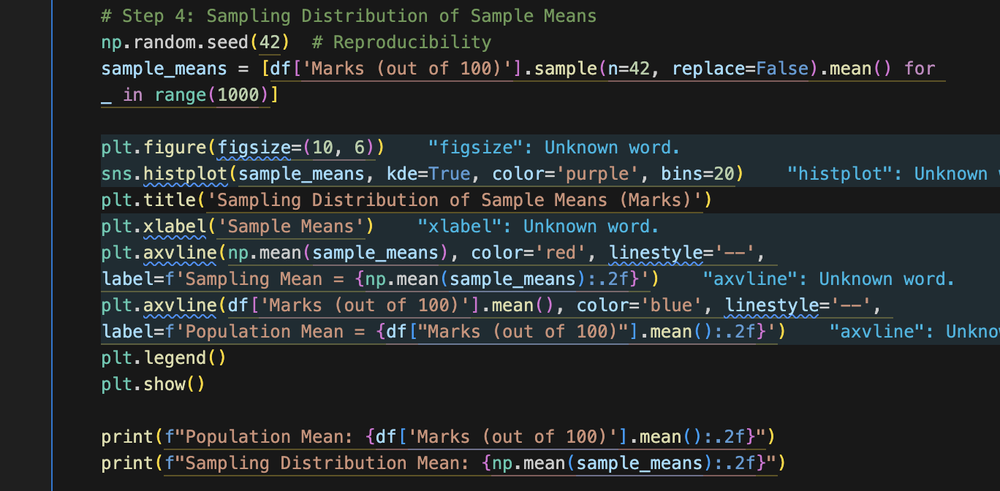 # Step 4: Sampling Distribution of Sample Means
np.random.seed(42)  # Reproducibility
sample_means = [df['Marks (out of 100)'].sample(n=42, replace=False).mean() for
_ in range(1000)]
plt.figure(figsize=(10, 6))    "figsize": Unknown word.
sns.histplot(sample_means, kde=True, color='purple', bins=20)    "histplot": Unknown
plt.title('Sampling Distribution of Sample Means (Marks)')
plt.xlabel('Sample Means')    "xlabel": Unknown word.
plt.axvline(np.mean(sample_means), color='red', linestyle='--',
label=f'Sampling Mean = {np.mean(sample_means):.2f}')    "axvline": Unknown word.
plt.axvline(df['Marks (out of 100)'].mean(), color='blue', linestyle='--',
label=f'Population Mean = {df["Marks (out of 100)"].mean():.2f}')    "axvline":
plt.legend()
plt.show()
print(f"Population Mean: {df['Marks (out of 100)'].mean():.2f}")
print(f"Sampling Distribution Mean: {np.mean(sample_means):.2f}")